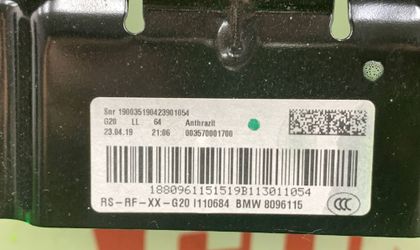 Snr 190035190423901054
G20 LL 64 Anthrazit
23.04.19 21:06 003570001700
1880961151519B113011054
RS-RF-XX-G20 I110684 BMW 8096115
CCC